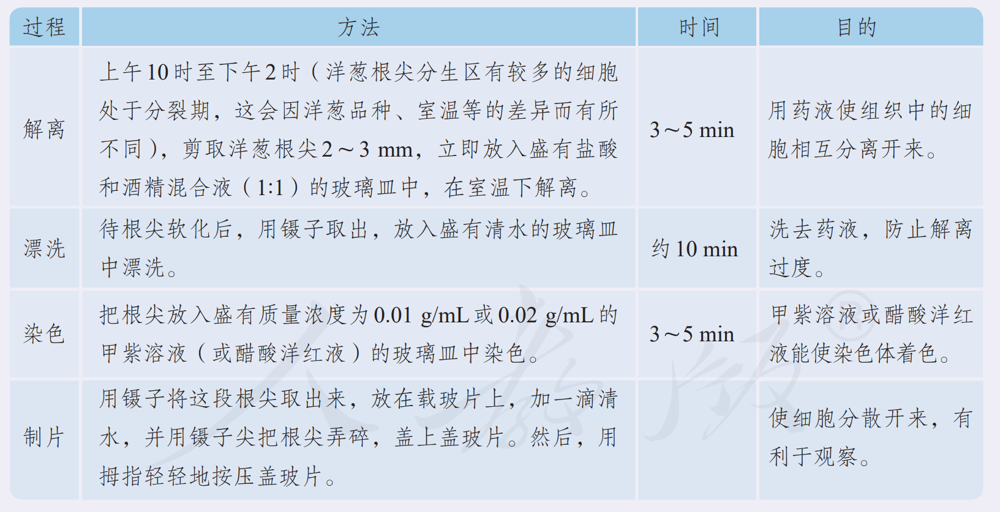 过程 方法 时间 目的
解离
上午10时至下午2时（洋葱根尖分生区有较多的细胞
处于分裂期，这会因洋葱品种、室温等的差异而有所
不同），剪取洋葱根尖2～3 mm，立即放入盛有盐酸
和酒精混合液（1∶1）的玻璃皿中，在室温下解离。
3～5 min
用药液使组织中的细
胞相互分离开来。
漂洗
待根尖软化后，用镊子取出，放入盛有清水的玻璃皿
中漂洗。
约10 min
洗去药液，防止解离
过度。
染色
把根尖放入盛有质量浓度为0.01 g/mL或0.02 g/mL的
甲紫溶液（或醋酸洋红液）的玻璃皿中染色。
3～5 min
甲紫溶液或醋酸洋红
液能使染色体着色。
制片
用镊子将这段根尖取出来，放在载玻片上，加一滴清
水，并用镊子尖把根尖弄碎，盖上盖玻片。然后，用
拇指轻轻地按压盖玻片。
使细胞分散开来，有
利于观察。
人教版®